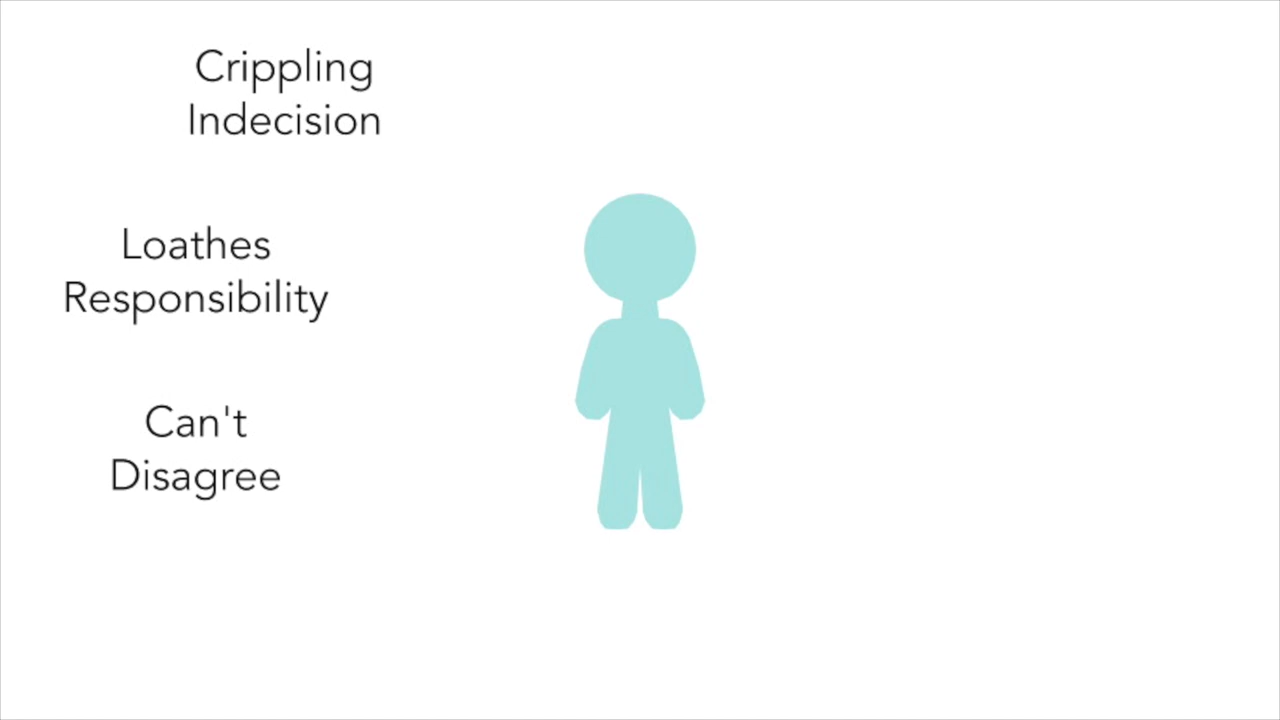 Crippling
Indecision
Loathes
Responsibility
Can't
Disagree